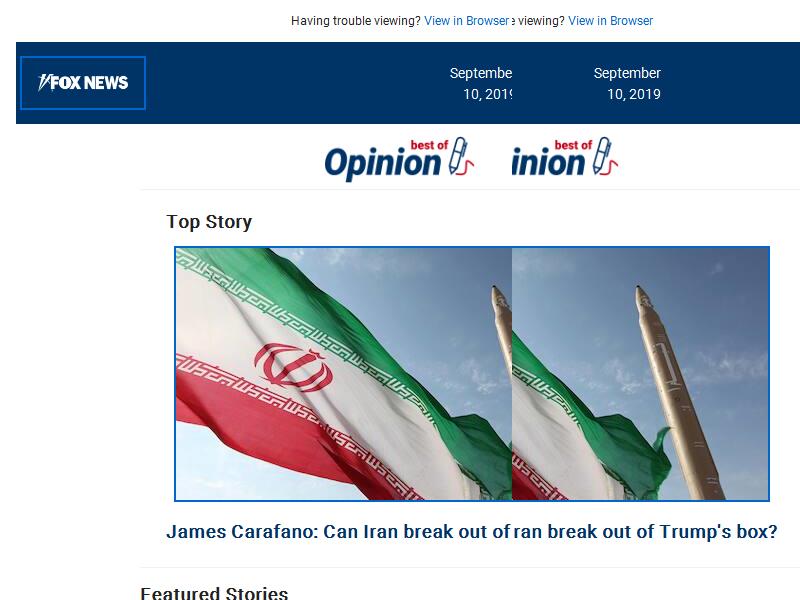 Having trouble viewing? View in Browser e viewing? View in Browser
FOX NEWS
Septembe September
10, 2019 10, 2019
best of best of
Opinion inion
Top Story
James Carafano: Can Iran break out of ran break out of Trump's box?
Featured Stories